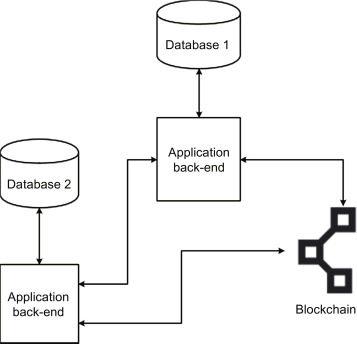 Database 1
Application
back-end
Database 2
Application
back-end
Blockchain